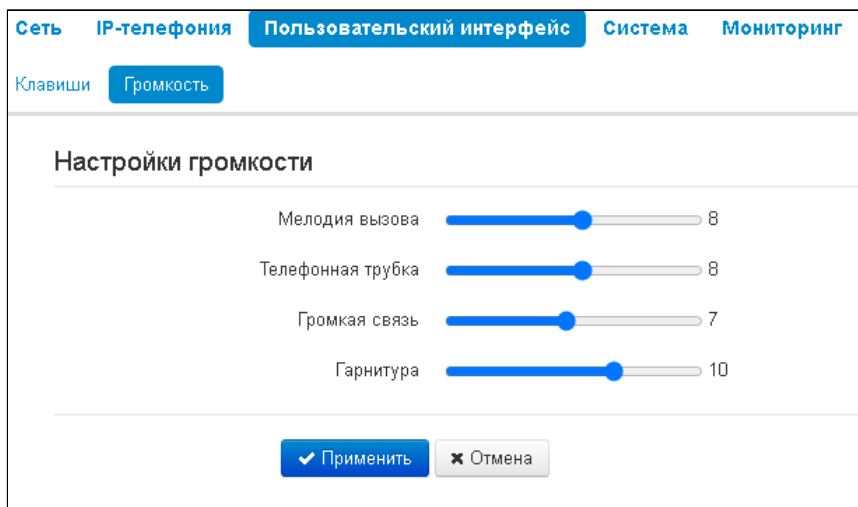 Сеть IP-телефония Пользовательский интерфейс Система Мониторинг
Клавиши Громкость
Настройки громкости
Мелодия вызова 8
Телефонная трубка 8
Громкая связь 7
Гарнитура 10
Применить Отмена